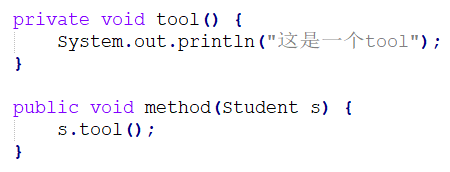 private void tool() {
    System.out.println("这是一个tool");
}

public void method(Student s) {
    s.tool();
}